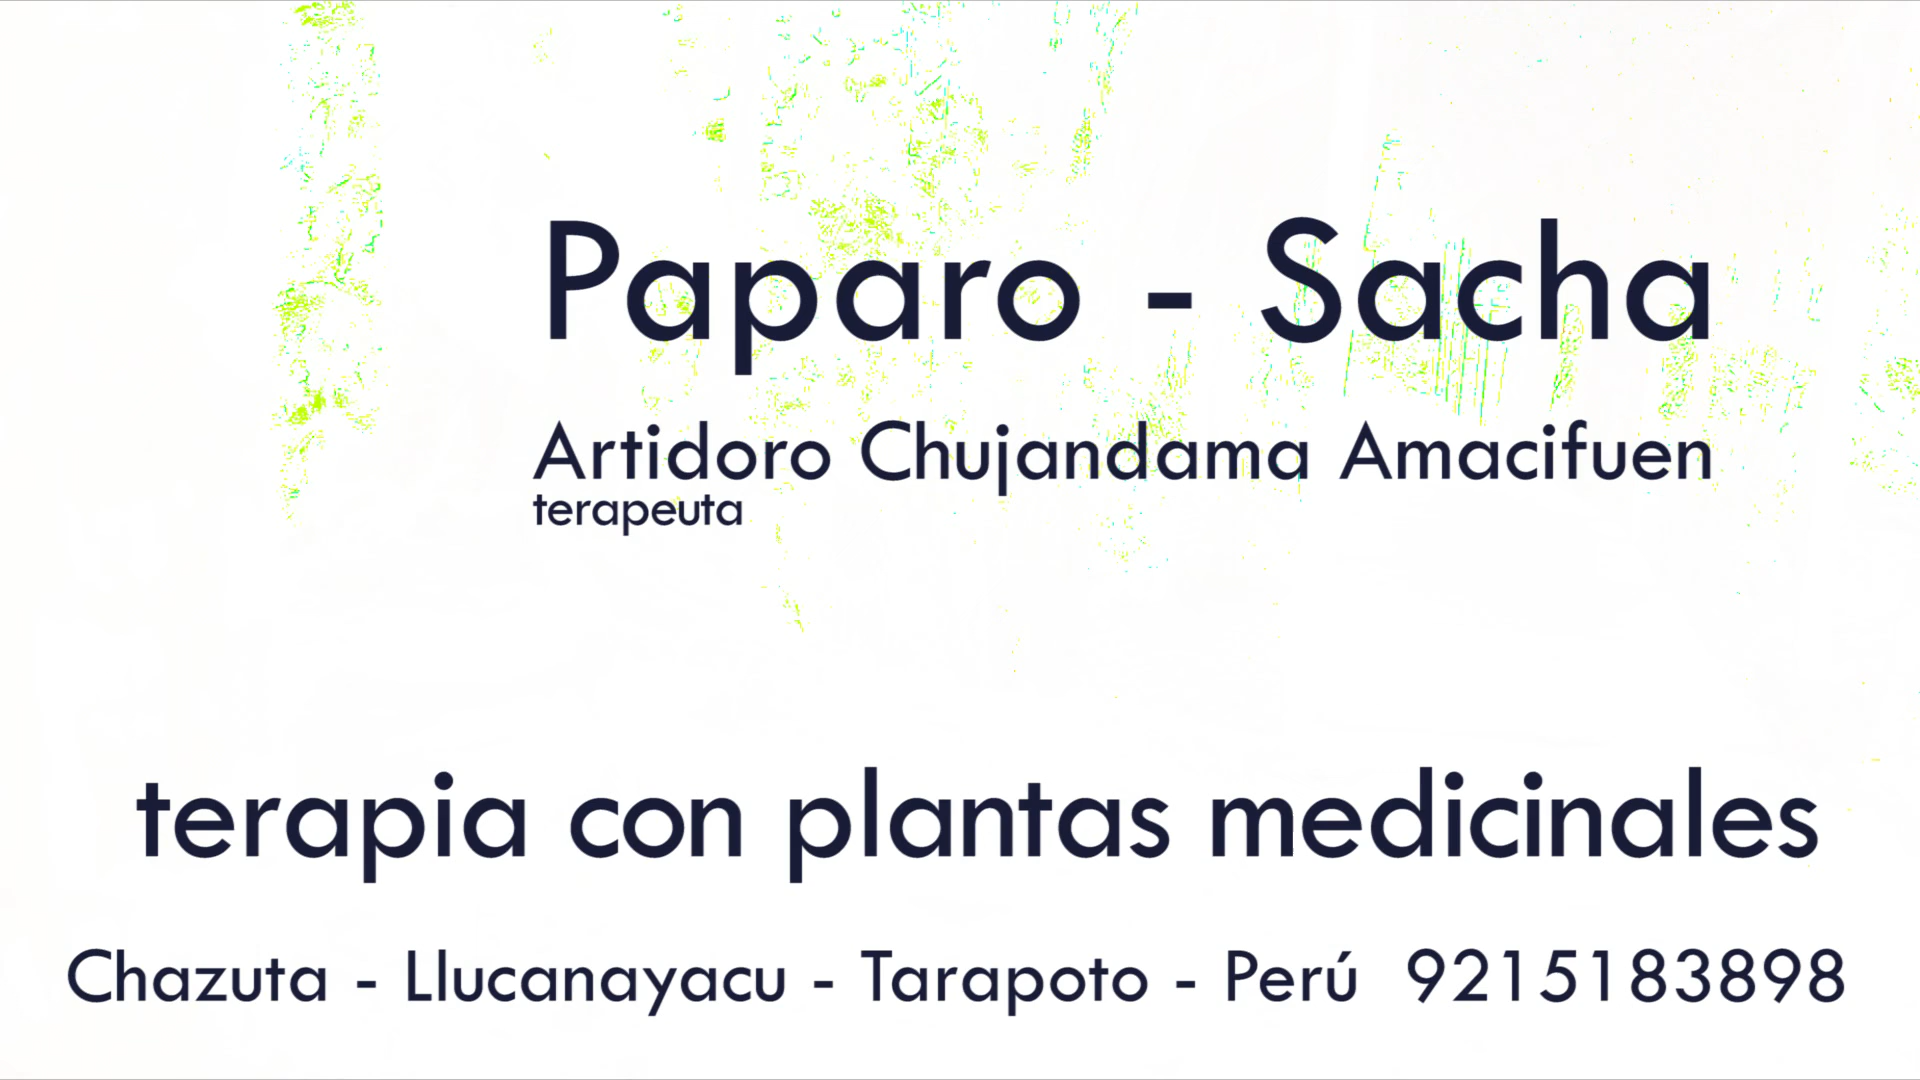 Paparo - Sacha
Artidoro Chujandama Amacifuen
terapeuta
terapia con plantas medicinales
Chazuta - Llucanayacu - Tarapoto - Perú 9215183898